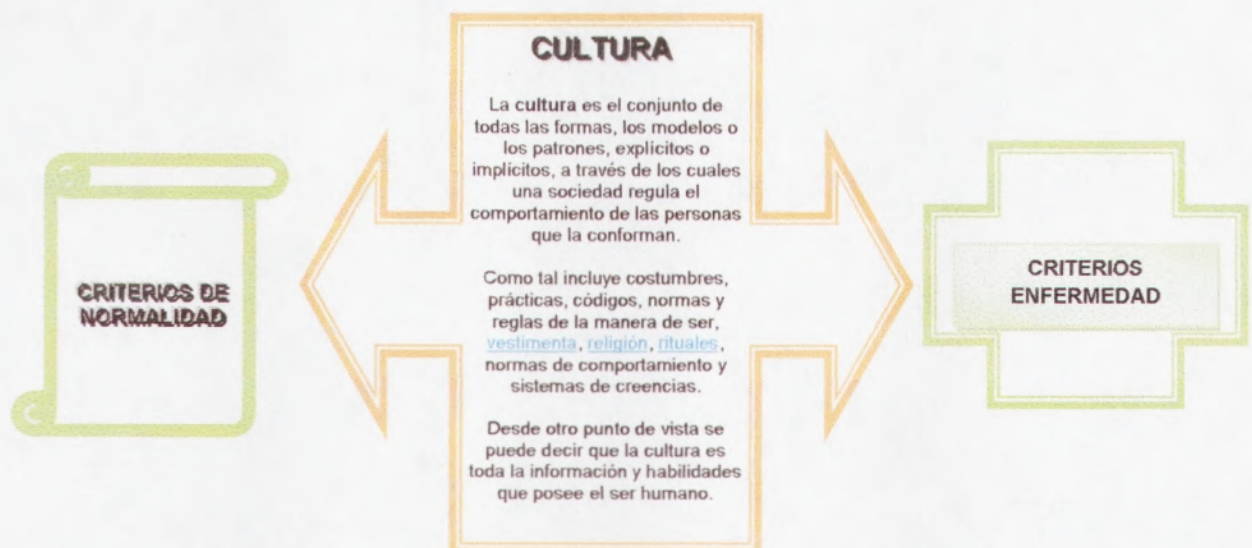 CRITERIOS DE
NORMALIDAD
CULTURA
La cultura es el conjunto de
todas las formas, los modelos o
los patrones, explícitos o
implícitos, a través de los cuales
una sociedad regula el
comportamiento de las personas
que la conforman.
Como tal incluye costumbres,
prácticas, códigos, normas y
reglas de la manera de ser,
vestimenta, religión, rituales,
normas de comportamiento y
sistemas de creencias.
Desde otro punto de vista se
puede decir que la cultura es
toda la información y habilidades
que posee el ser humano.
CRITERIOS
ENFERMEDAD